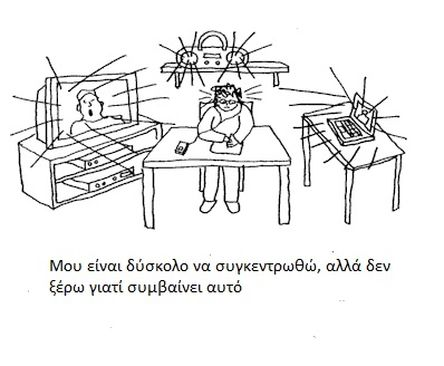 Μου είναι δύσκολο να συγκεντρωθώ, αλλά δεν
ξέρω γιατί συμβαίνει αυτό